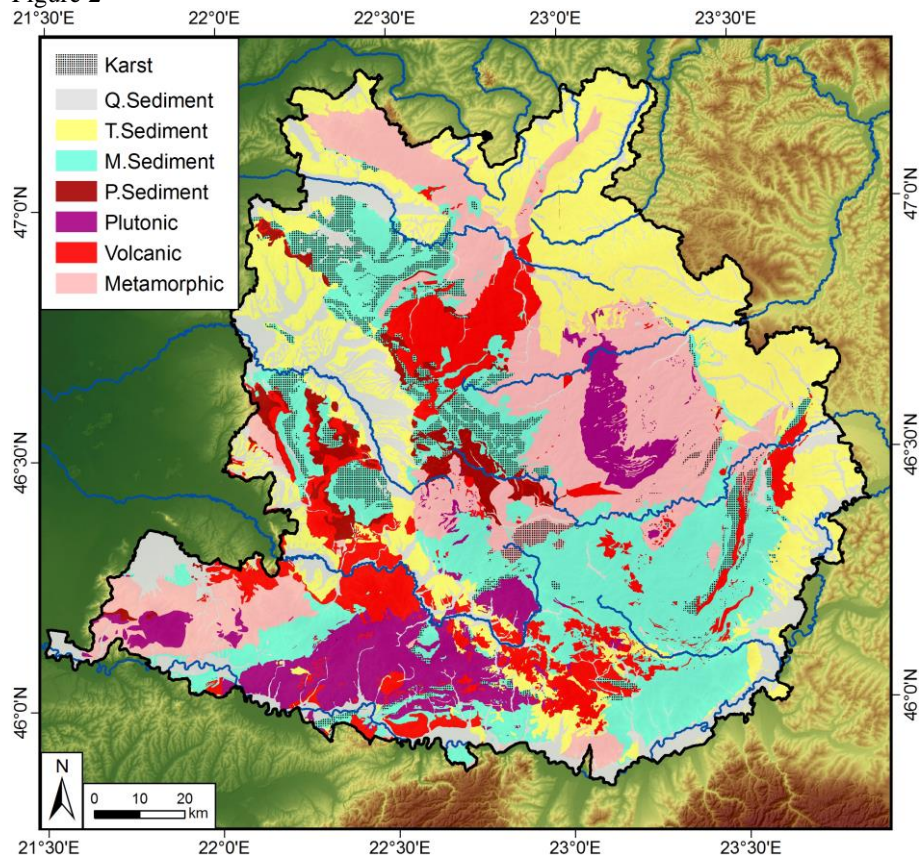 Figure 2
21°30'E 22°0'E 22°30'E 23°0'E 23°30'E
Karst
Q.Sediment
T.Sediment
M.Sediment
P.Sediment
Plutonic
Volcanic
Metamorphic
47°0'N 47°0'N
46°30'N 46°30'N
46°0'N 46°0'N
N
0 10 20
km
21°30'E 22°0'E 22°30'E 23°0'E 23°30'E